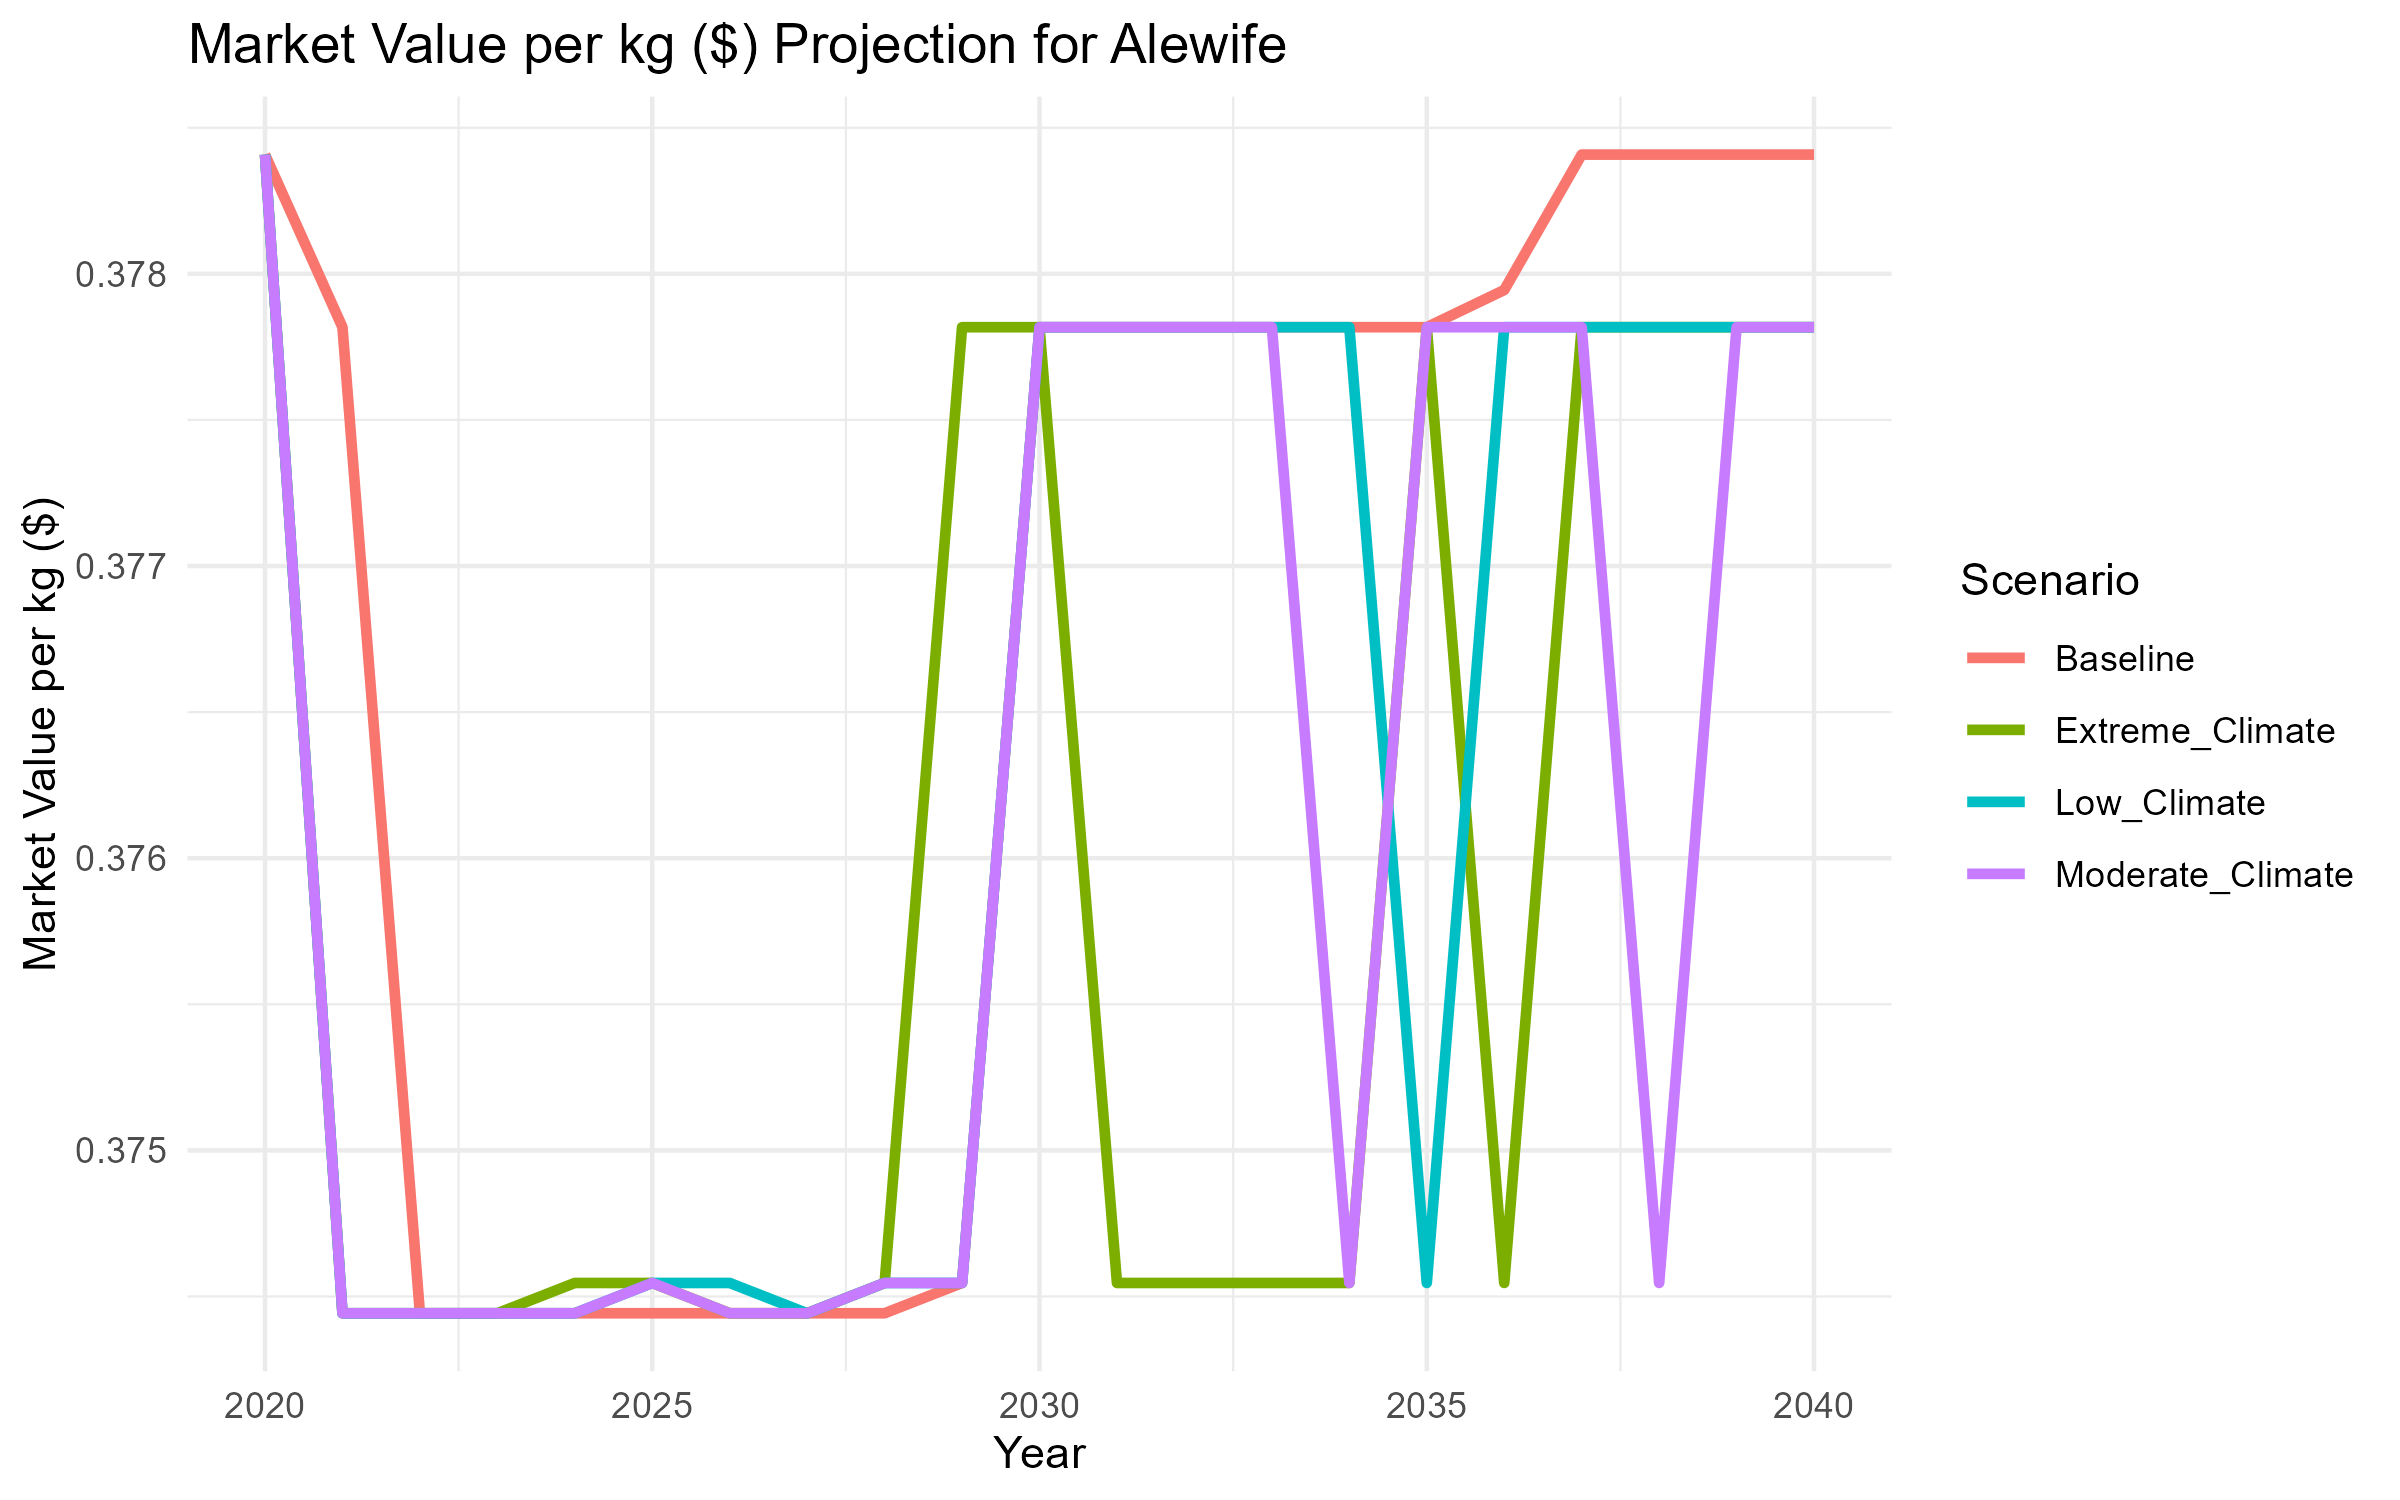 Market Value per kg ($) Projection for Alewife
Market Value per kg ($)
0.378
0.377
0.376
0.375
2020
2025
2030
2035
2040
Year
Scenario
Baseline
Extreme_Climate
Low_Climate
Moderate_Climate